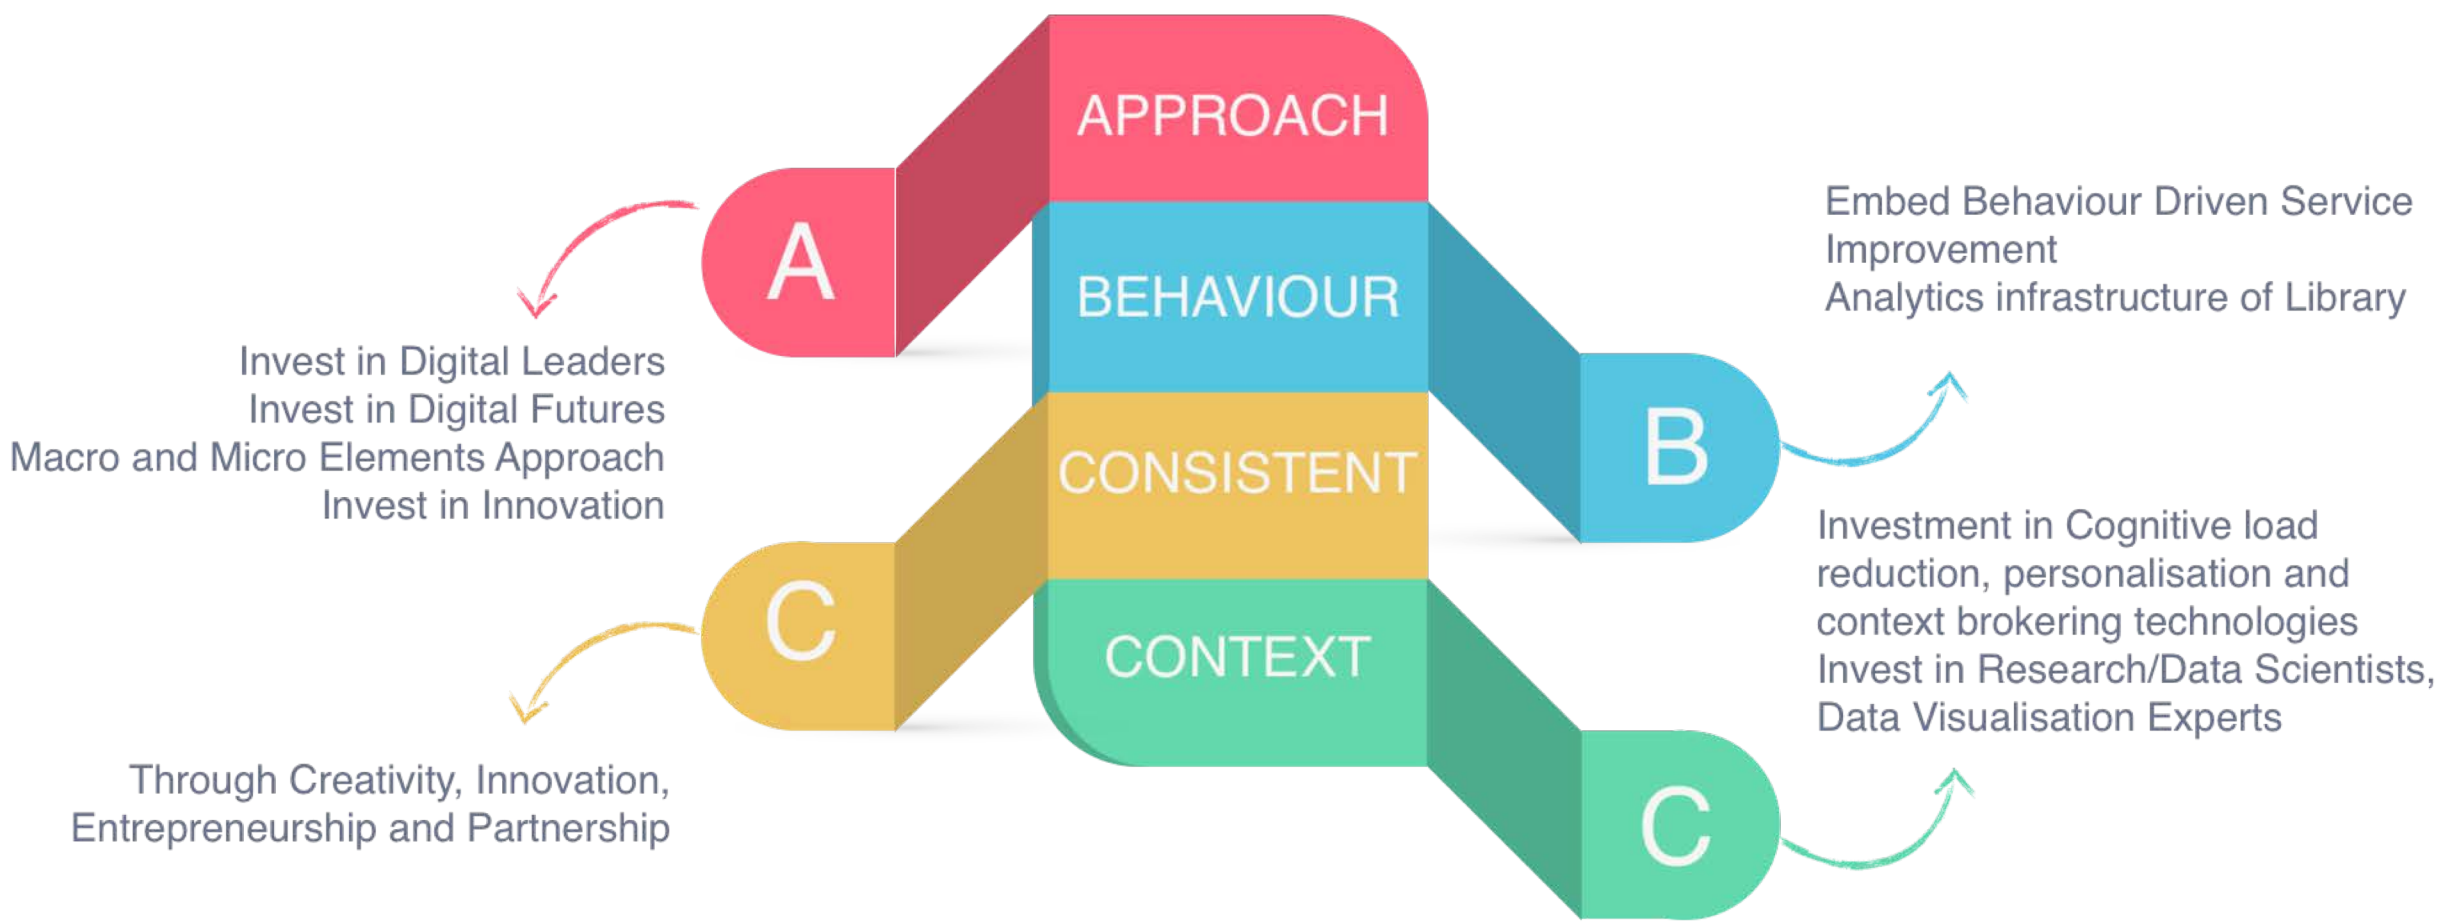 APPROACH
A
Invest in Digital Leaders
Invest in Digital Futures
Macro and Micro Elements Approach
Invest in Innovation
BEHAVIOUR
B
Embed Behaviour Driven Service
Improvement
Analytics infrastructure of Library
CONSISTENT
C
Through Creativity, Innovation,
Entrepreneurship and Partnership
CONTEXT
C
Investment in Cognitive load
reduction, personalisation and
context brokering technologies
Invest in Research/Data Scientists,
Data Visualisation Experts